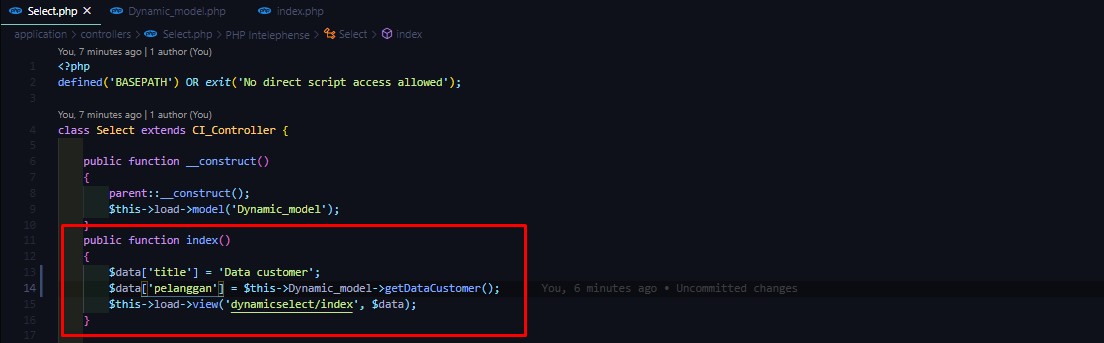 Select.php Dynamic_model.php index.php
application > controllers > Select.php > PHP Intelephense > Select > index
You, 7 minutes ago | 1 author (You)
1 <?php
2 defined('BASEPATH') OR exit('No direct script access allowed');
3
You, 7 minutes ago | 1 author (You)
4 class Select extends CI_Controller {
5
6 public function __construct()
7 {
8 parent::__construct();
9 $this->load->model('Dynamic_model');
10 }
11 public function index()
12 {
13 $data['title'] = 'Data customer';
14 $data['pelanggan'] = $this->Dynamic_model->getDataCustomer(); You, 6 minutes ago • Uncommitted changes
15 $this->load->view('dynamicselect/index', $data);
16 }
17